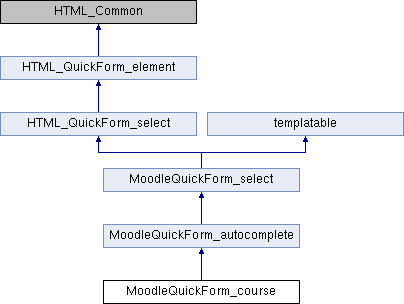 HTML_Common
HTML_QuickForm_element
HTML_QuickForm_select
templatable
MoodleQuickForm_select
MoodleQuickForm_autocomplete
MoodleQuickForm_course